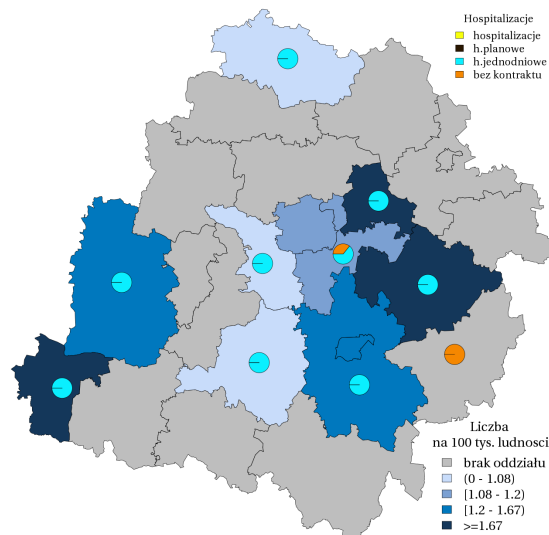 Hospitalizacje
hospitalizacje
h.planowe
h.jednodniowe
bez kontraktu
Liczba
na 100 tys. ludnosci
brak oddziału
(0 - 1.08)
[1.08 - 1.2)
[1.2 - 1.67)
>=1.67